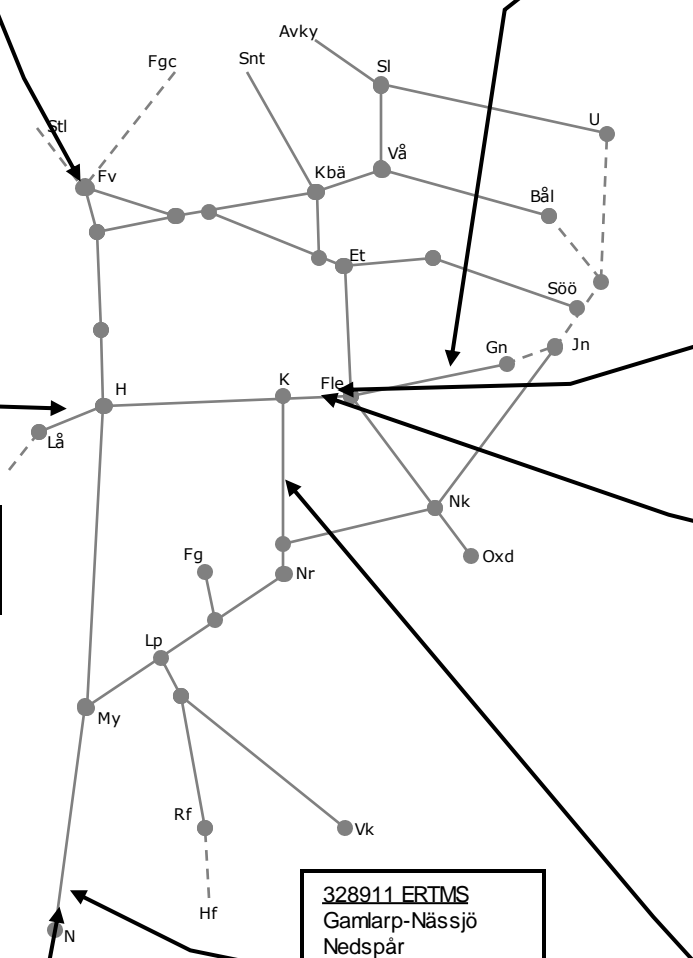 Avky
Sl
Fgc
Snt
U
Stl
Vå
Fv
Kbä
Bål
Et
Söö
Jn
Gn
K
Fle
H
Lå
Nk
Oxd
Fg
Nr
Lp
My
Rf
Vk
Hf
N
328911 ERTMS
Gamlarp-Nässjö
Nedspår